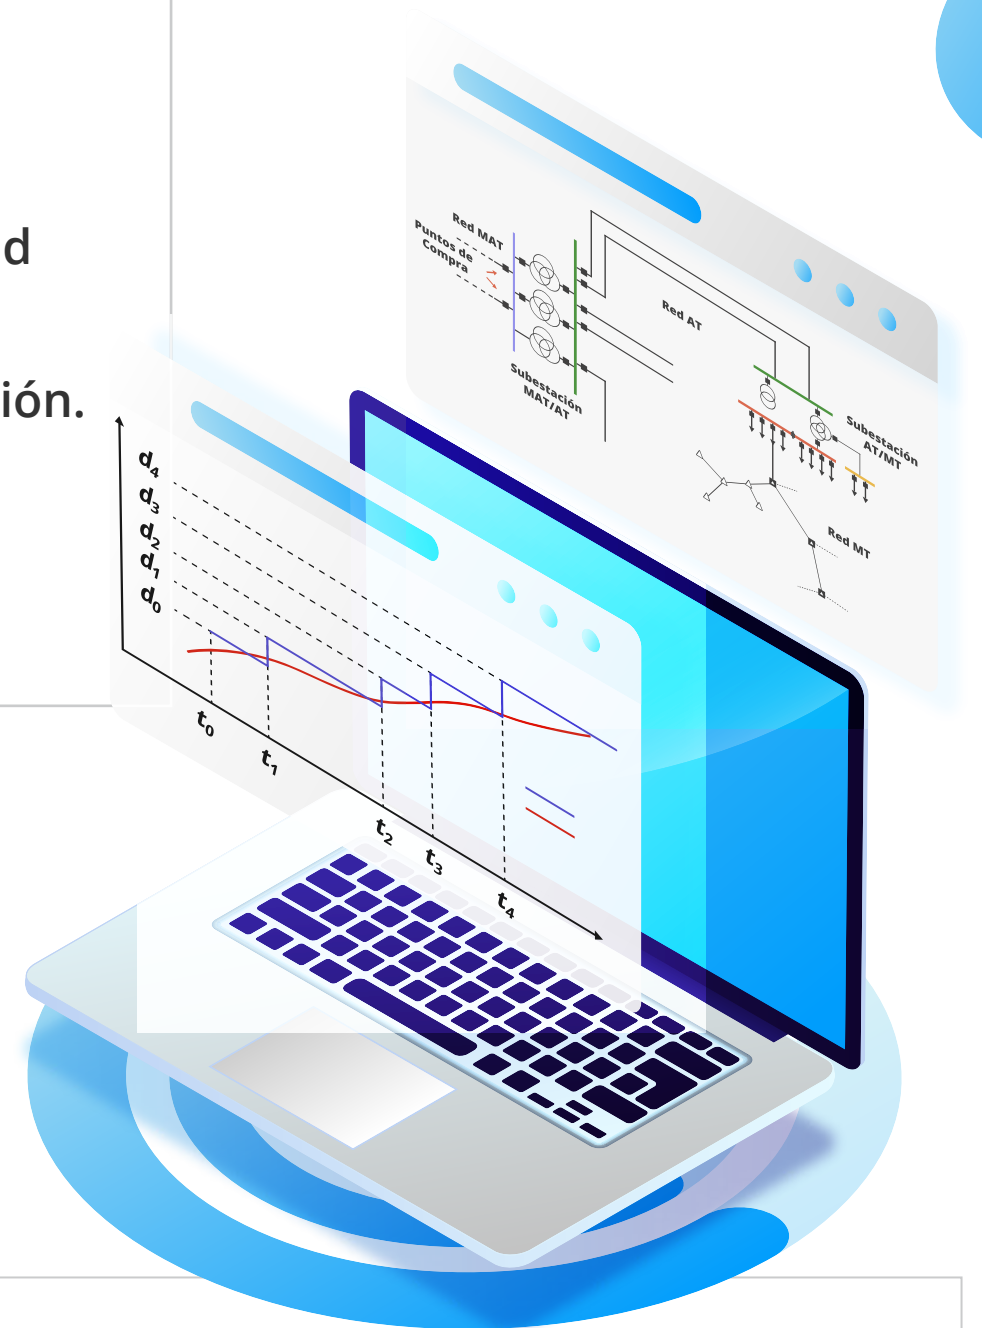 d
ión.
Red MAT
Puntos de
Compra
Red AT
Subestación
MAT/AT
Subestación
AT/MT
Red MT
d4
d3
d2
d1
d0
t0
t1
t2
t3
t4